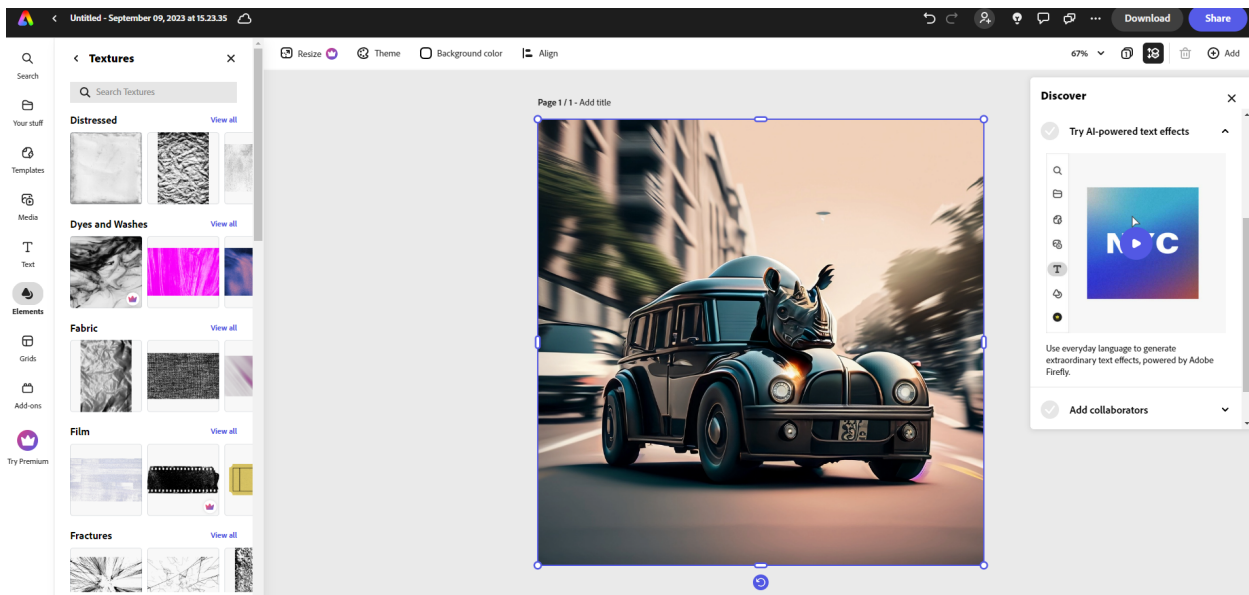 Untitled - September 09, 2023 at 15.23.35
Download
Share
Search
Your stuff
Templates
Media
Text
Elements
Grids
Add-ons
Try Premium
Textures
Search Textures
Distressed
View all
Dyes and Washes
View all
Fabric
View all
Film
View all
Fractures
View all
Resize
Theme
Background color
Align
67%
1
Add
Page 1 / 1 - Add title
Discover
Try AI-powered text effects
T
Use everyday language to generate
extraordinary text effects, powered by Adobe
Firefly.
Add collaborators